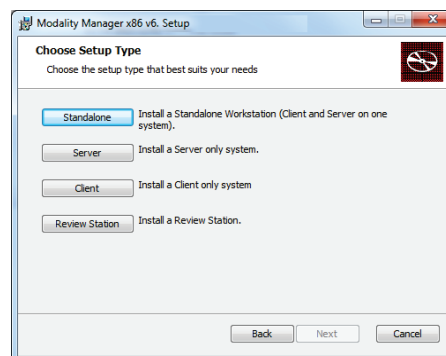 Modality Manager x86 v6. Setup
Choose Setup Type
Choose the setup type that best suits your needs
Standalone
Install a Standalone Workstation (Client and Server on one
system).
Server
Install a Server only system.
Client
Install a Client only system
Review Station
Install a Review Station.
Back
Next
Cancel